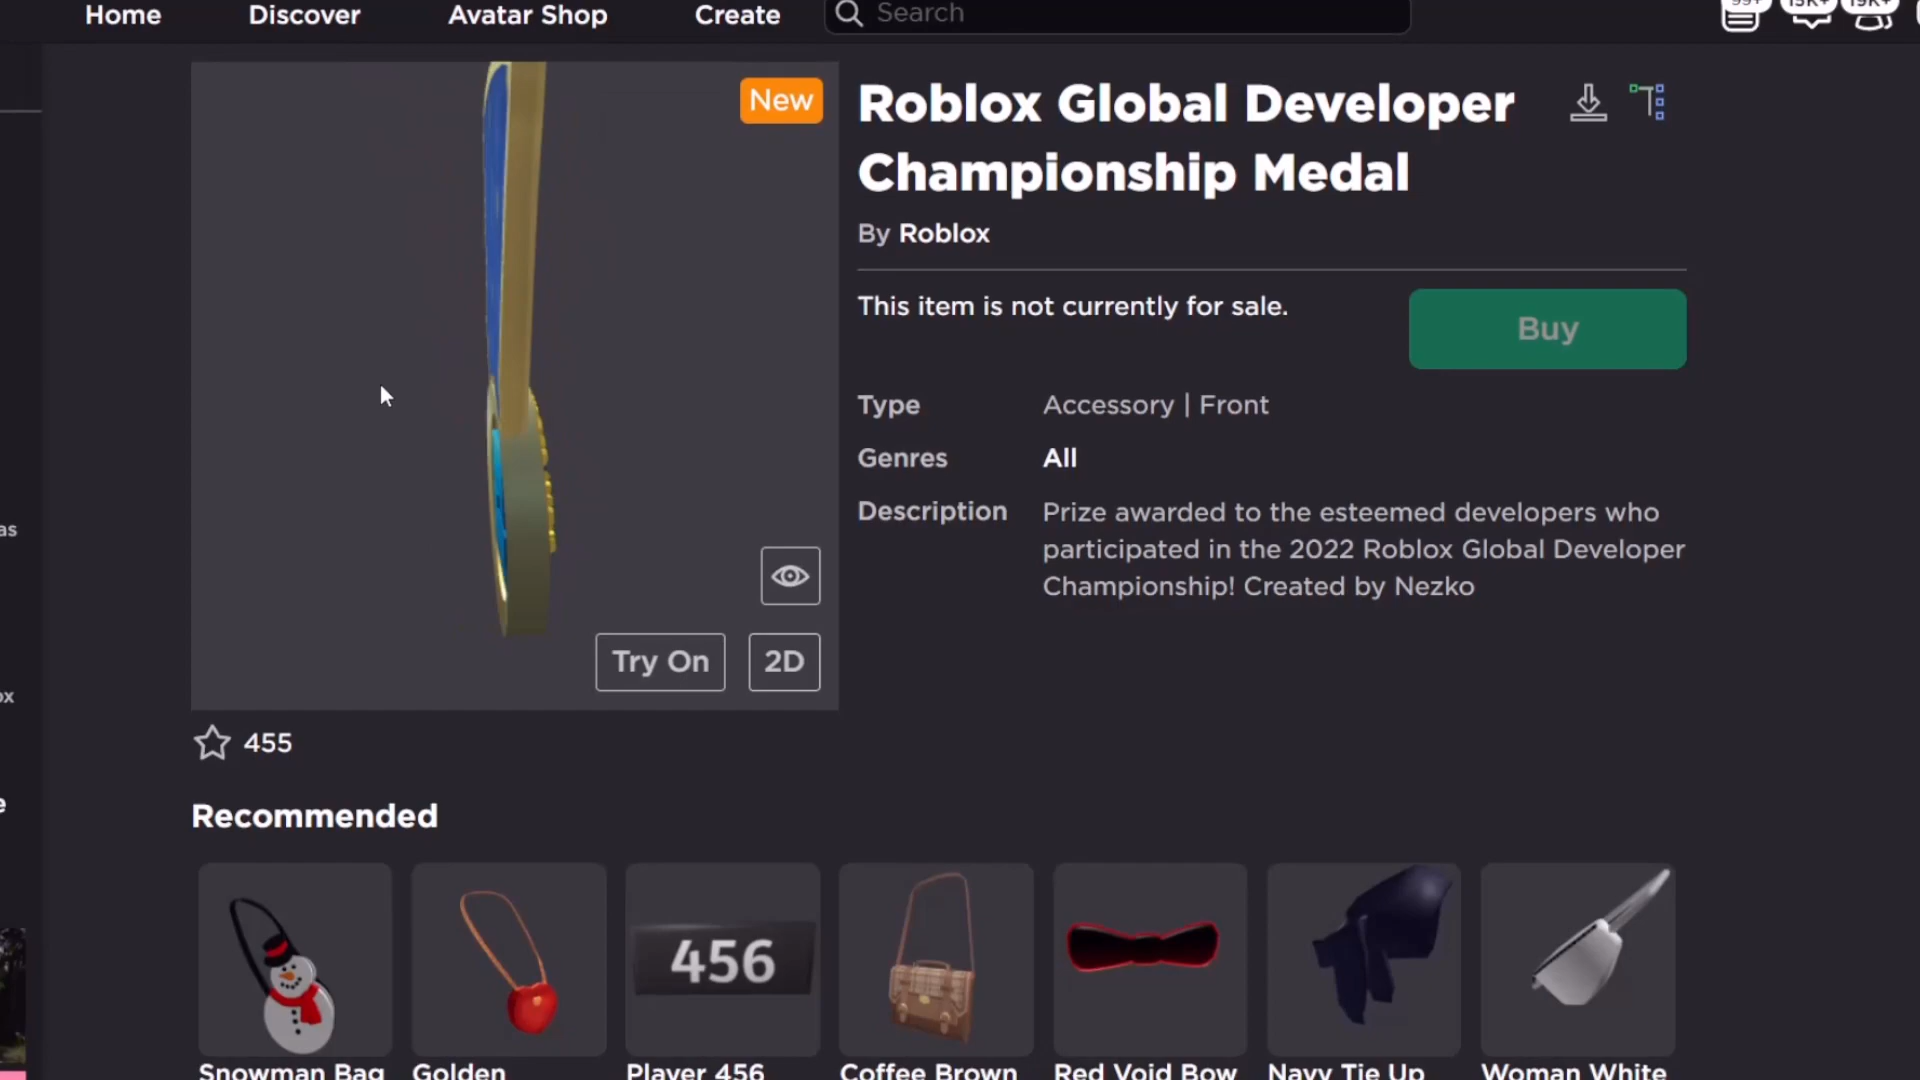 Home Discover Avatar Shop Create Search 99+ 15K+ 19K+
New
Roblox Global Developer
Championship Medal
By Roblox
This item is not currently for sale.
Buy
Type Accessory | Front
Genres All
Description Prize awarded to the esteemed developers who
participated in the 2022 Roblox Global Developer
Championship! Created by Nezko
Try On 2D
455
Recommended
456
Snowman Bag Golden Player 456 Coffee Brown Red Void Bow Navy Tie Up Woman White